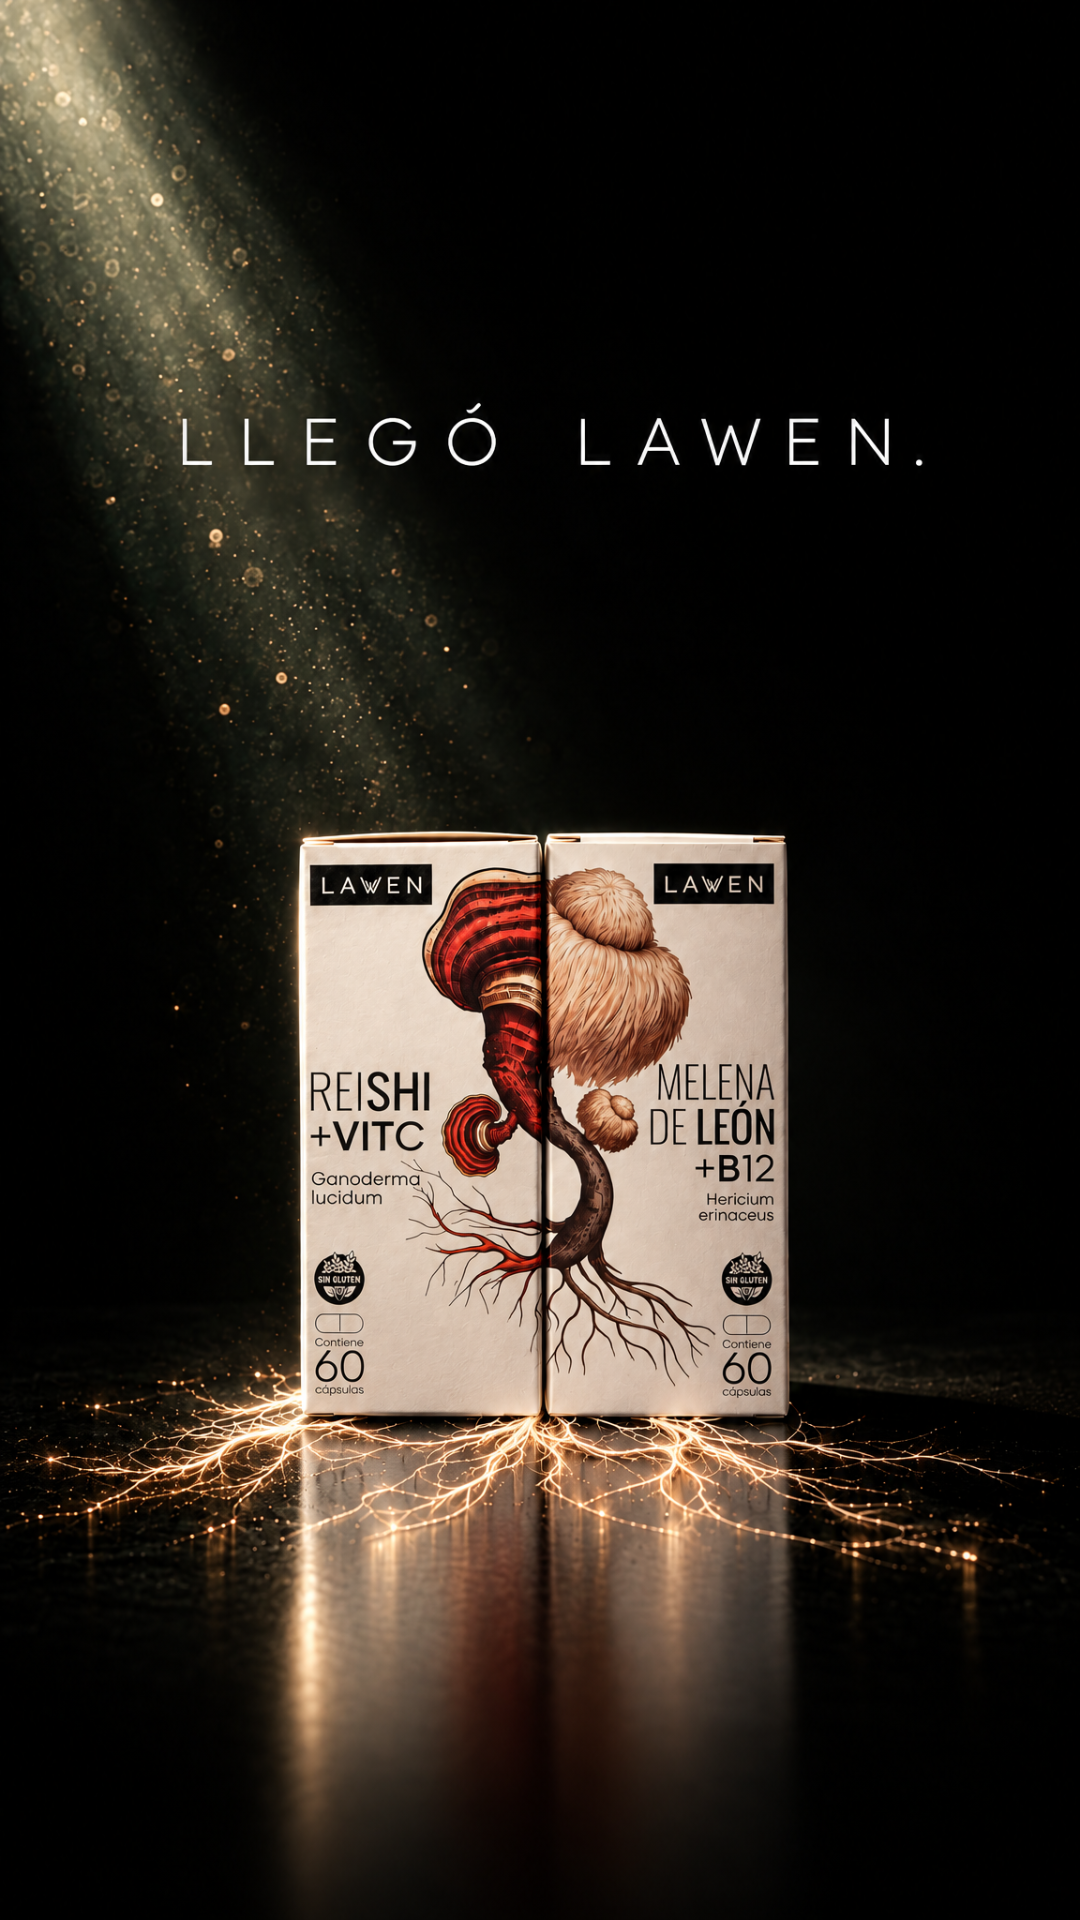 LLEGÓ LAWEN.
LAWEN
REISHI
+VITC
Ganoderma
lucidum
SIN GLUTEN
Contiene
60
cápsulas
LAWEN
MELENA
DE LEÓN
+B12
Hericium
erinaceus
SIN GLUTEN
Contiene
60
cápsulas